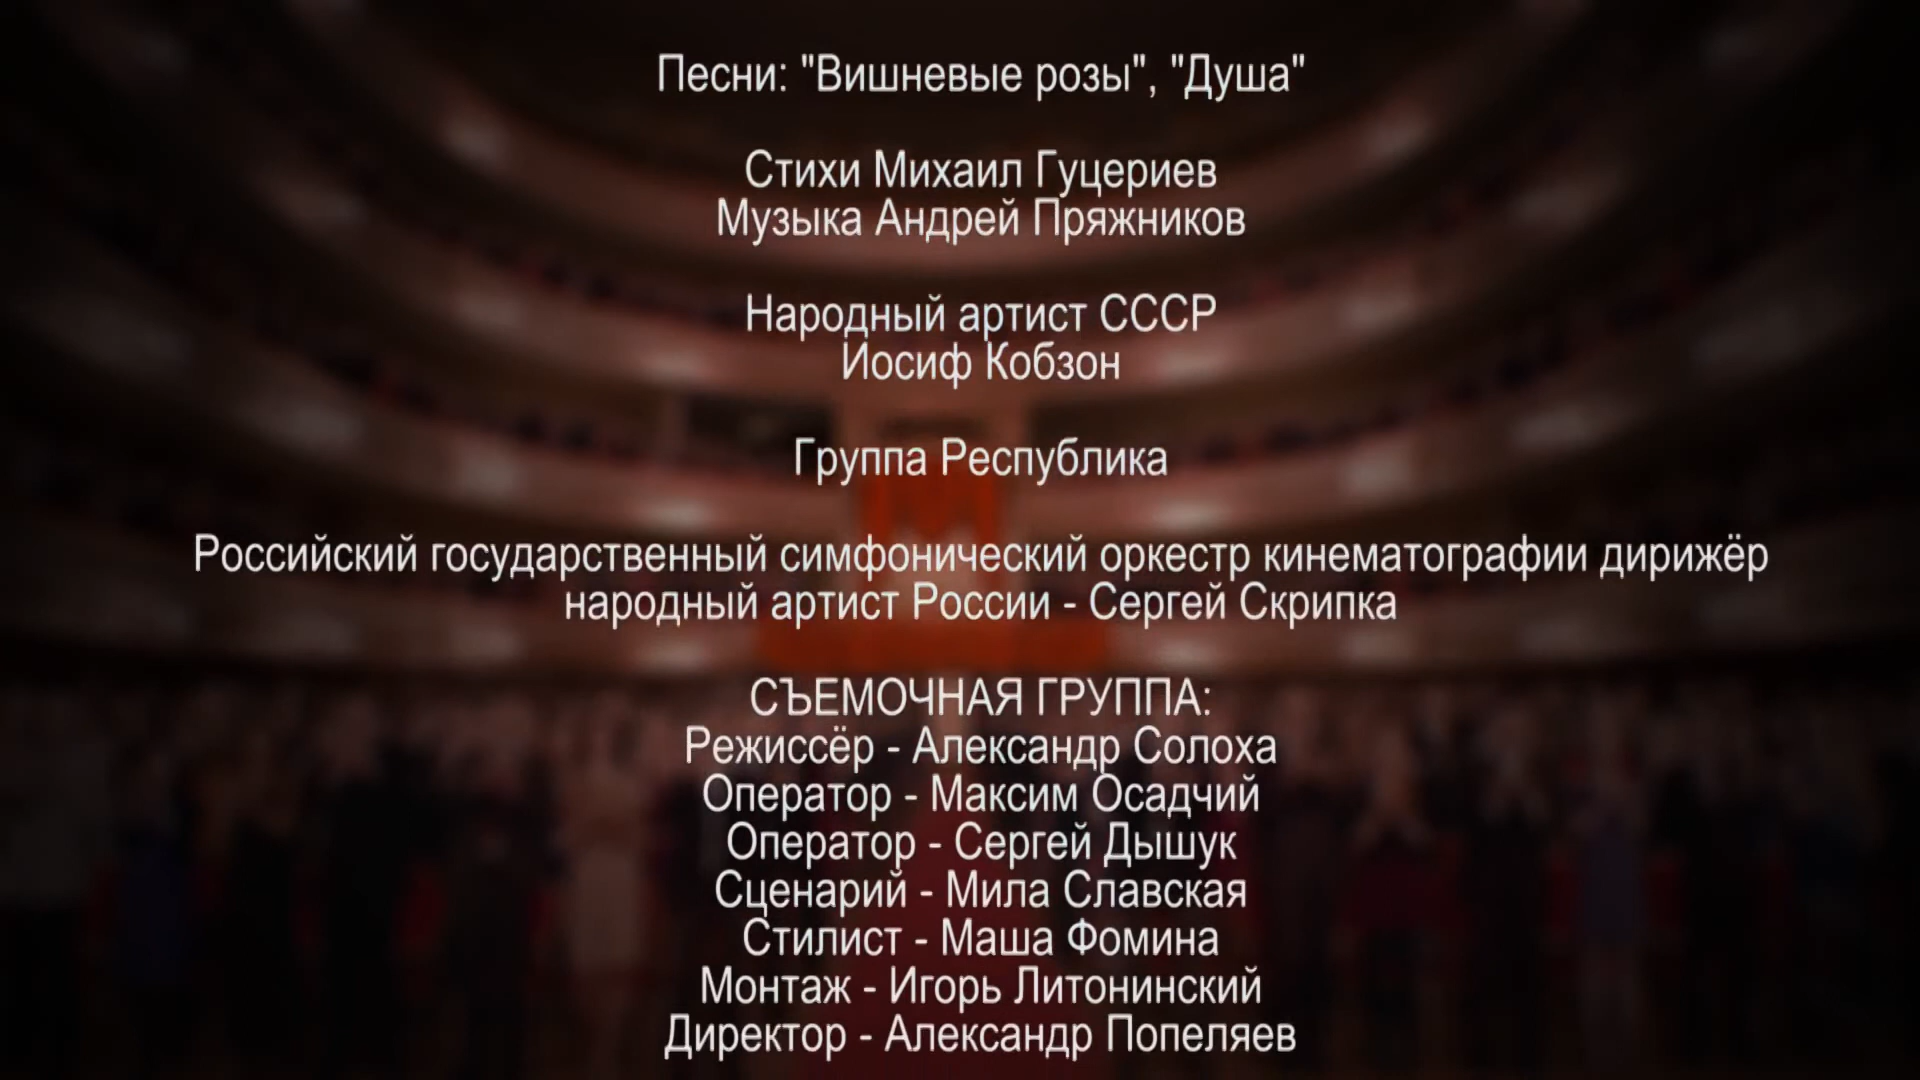 Песни: "Вишневые розы", "Душа"
Стихи Михаил Гуцериев
Музыка Андрей Пряжников
Народный артист СССР
Иосиф Кобзон
Группа Республика
Российский государственный симфонический оркестр кинематографии дирижёр
народный артист России - Сергей Скрипка
СЪЕМОЧНАЯ ГРУППА:
Режиссёр - Александр Солоха
Оператор - Максим Осадчий
Оператор - Сергей Дышук
Сценарий - Мила Славская
Стилист - Маша Фомина
Монтаж - Игорь Литонинский
Директор - Александр Попеляев